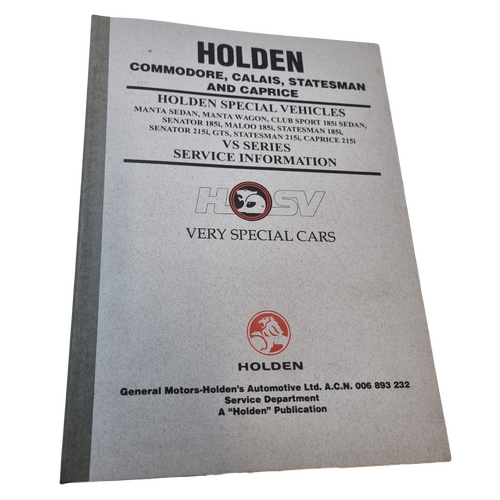 HOLDEN
COMMODORE, CALAIS, STATESMAN
AND CAPRICE
HOLDEN SPECIAL VEHICLES
MANTA SEDAN, MANTA WAGON, CLUB SPORT 185i SEDAN,
SENATOR 185i, MALOO 185i, STATESMAN 185i,
SENATOR 215i, GTS, STATESMAN 215i, CAPRICE 215i
VS SERIES
SERVICE INFORMATION
HSV
VERY SPECIAL CARS
HOLDEN
General Motors-Holden's Automotive Ltd. A.C.N. 006 893 232
Service Department
A "Holden" Publication